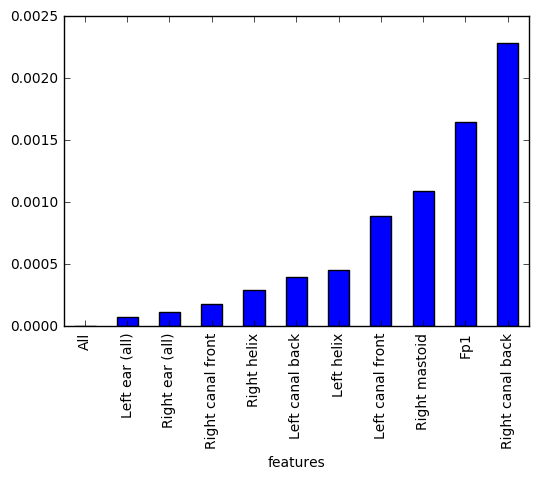 0.0025
0.0020
0.0015
0.0010
0.0005
0.0000
All
Left ear (all)
Right ear (all)
Right canal front
Right helix
Left canal back
Left helix
Left canal front
Right mastoid
Fp1
Right canal back
features